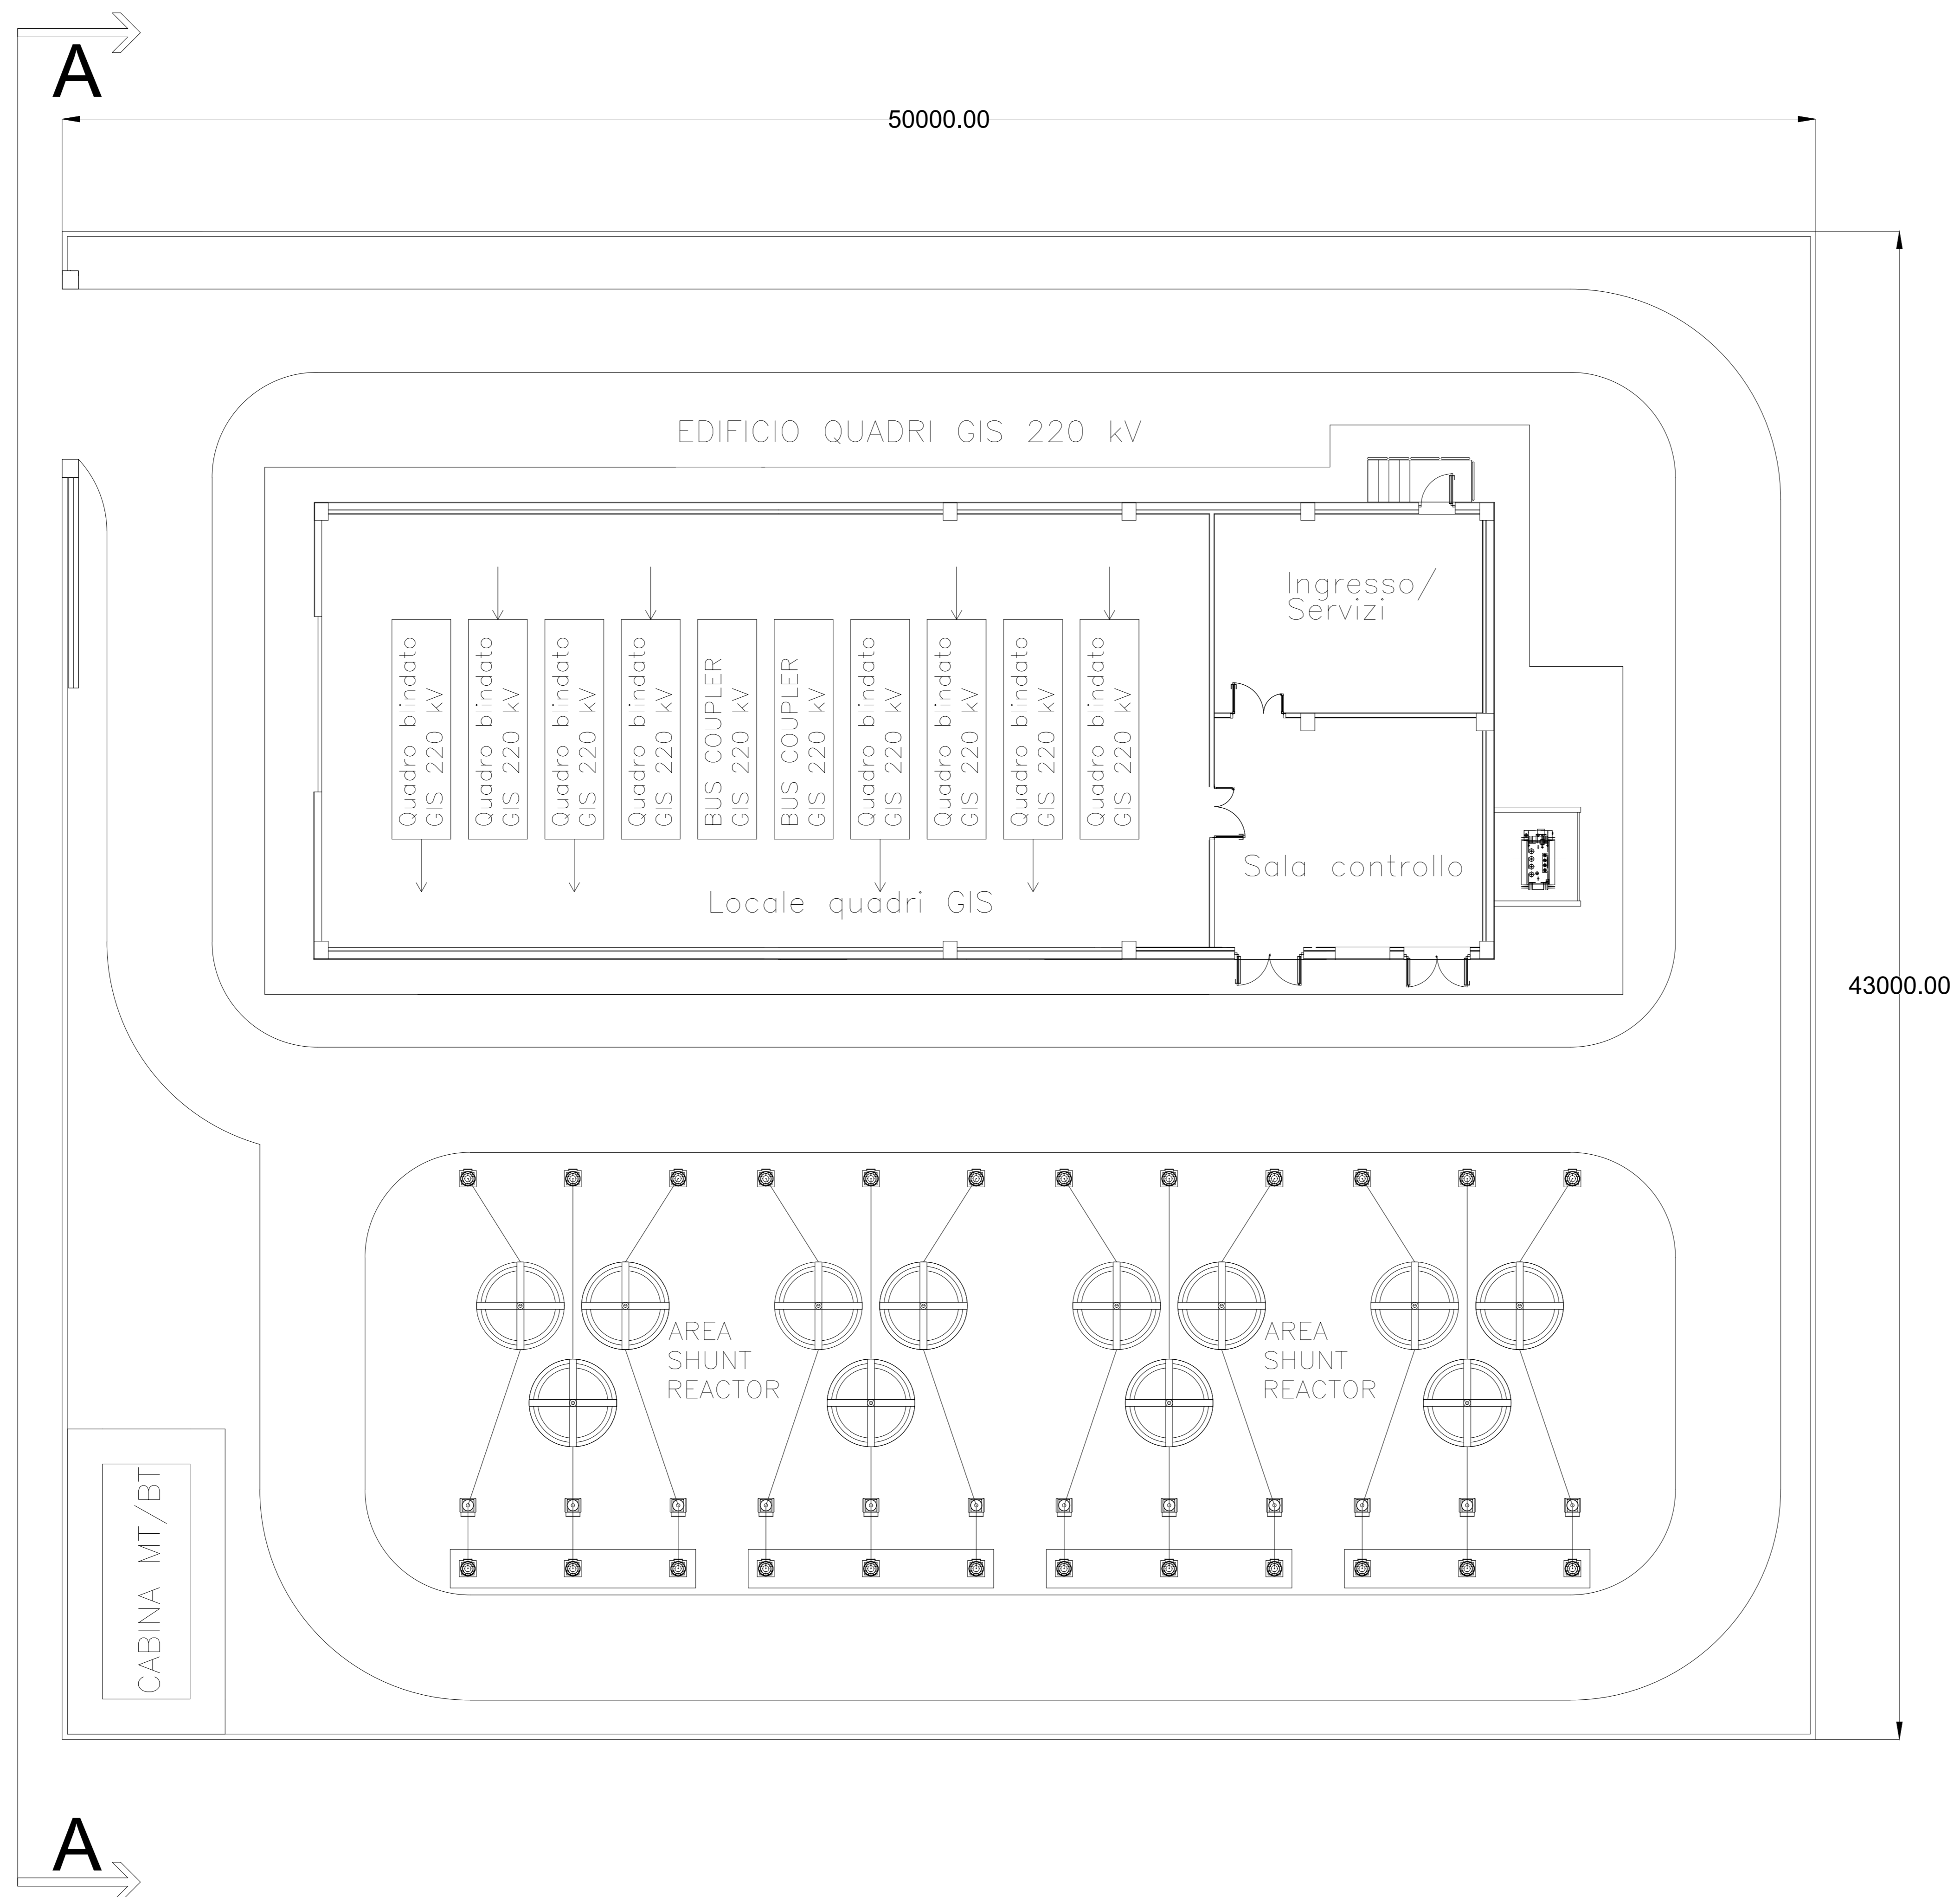 A
50000.00
EDIFICIO QUADRI GIS 220 kV
Ingresso/
Servizi
Quadro blindato
GIS 220 kV
Quadro blindato
GIS 220 kV
Quadro blindato
GIS 220 kV
Quadro blindato
GIS 220 kV
BUS COUPLER
GIS 220 kV
BUS COUPLER
GIS 220 kV
Quadro blindato
GIS 220 kV
Quadro blindato
GIS 220 kV
Quadro blindato
GIS 220 kV
Quadro blindato
GIS 220 kV
Sala controllo
Locale quadri GIS
43000.00
AREA
SHUNT
REACTOR
AREA
SHUNT
REACTOR
CABINA MT/BT
A